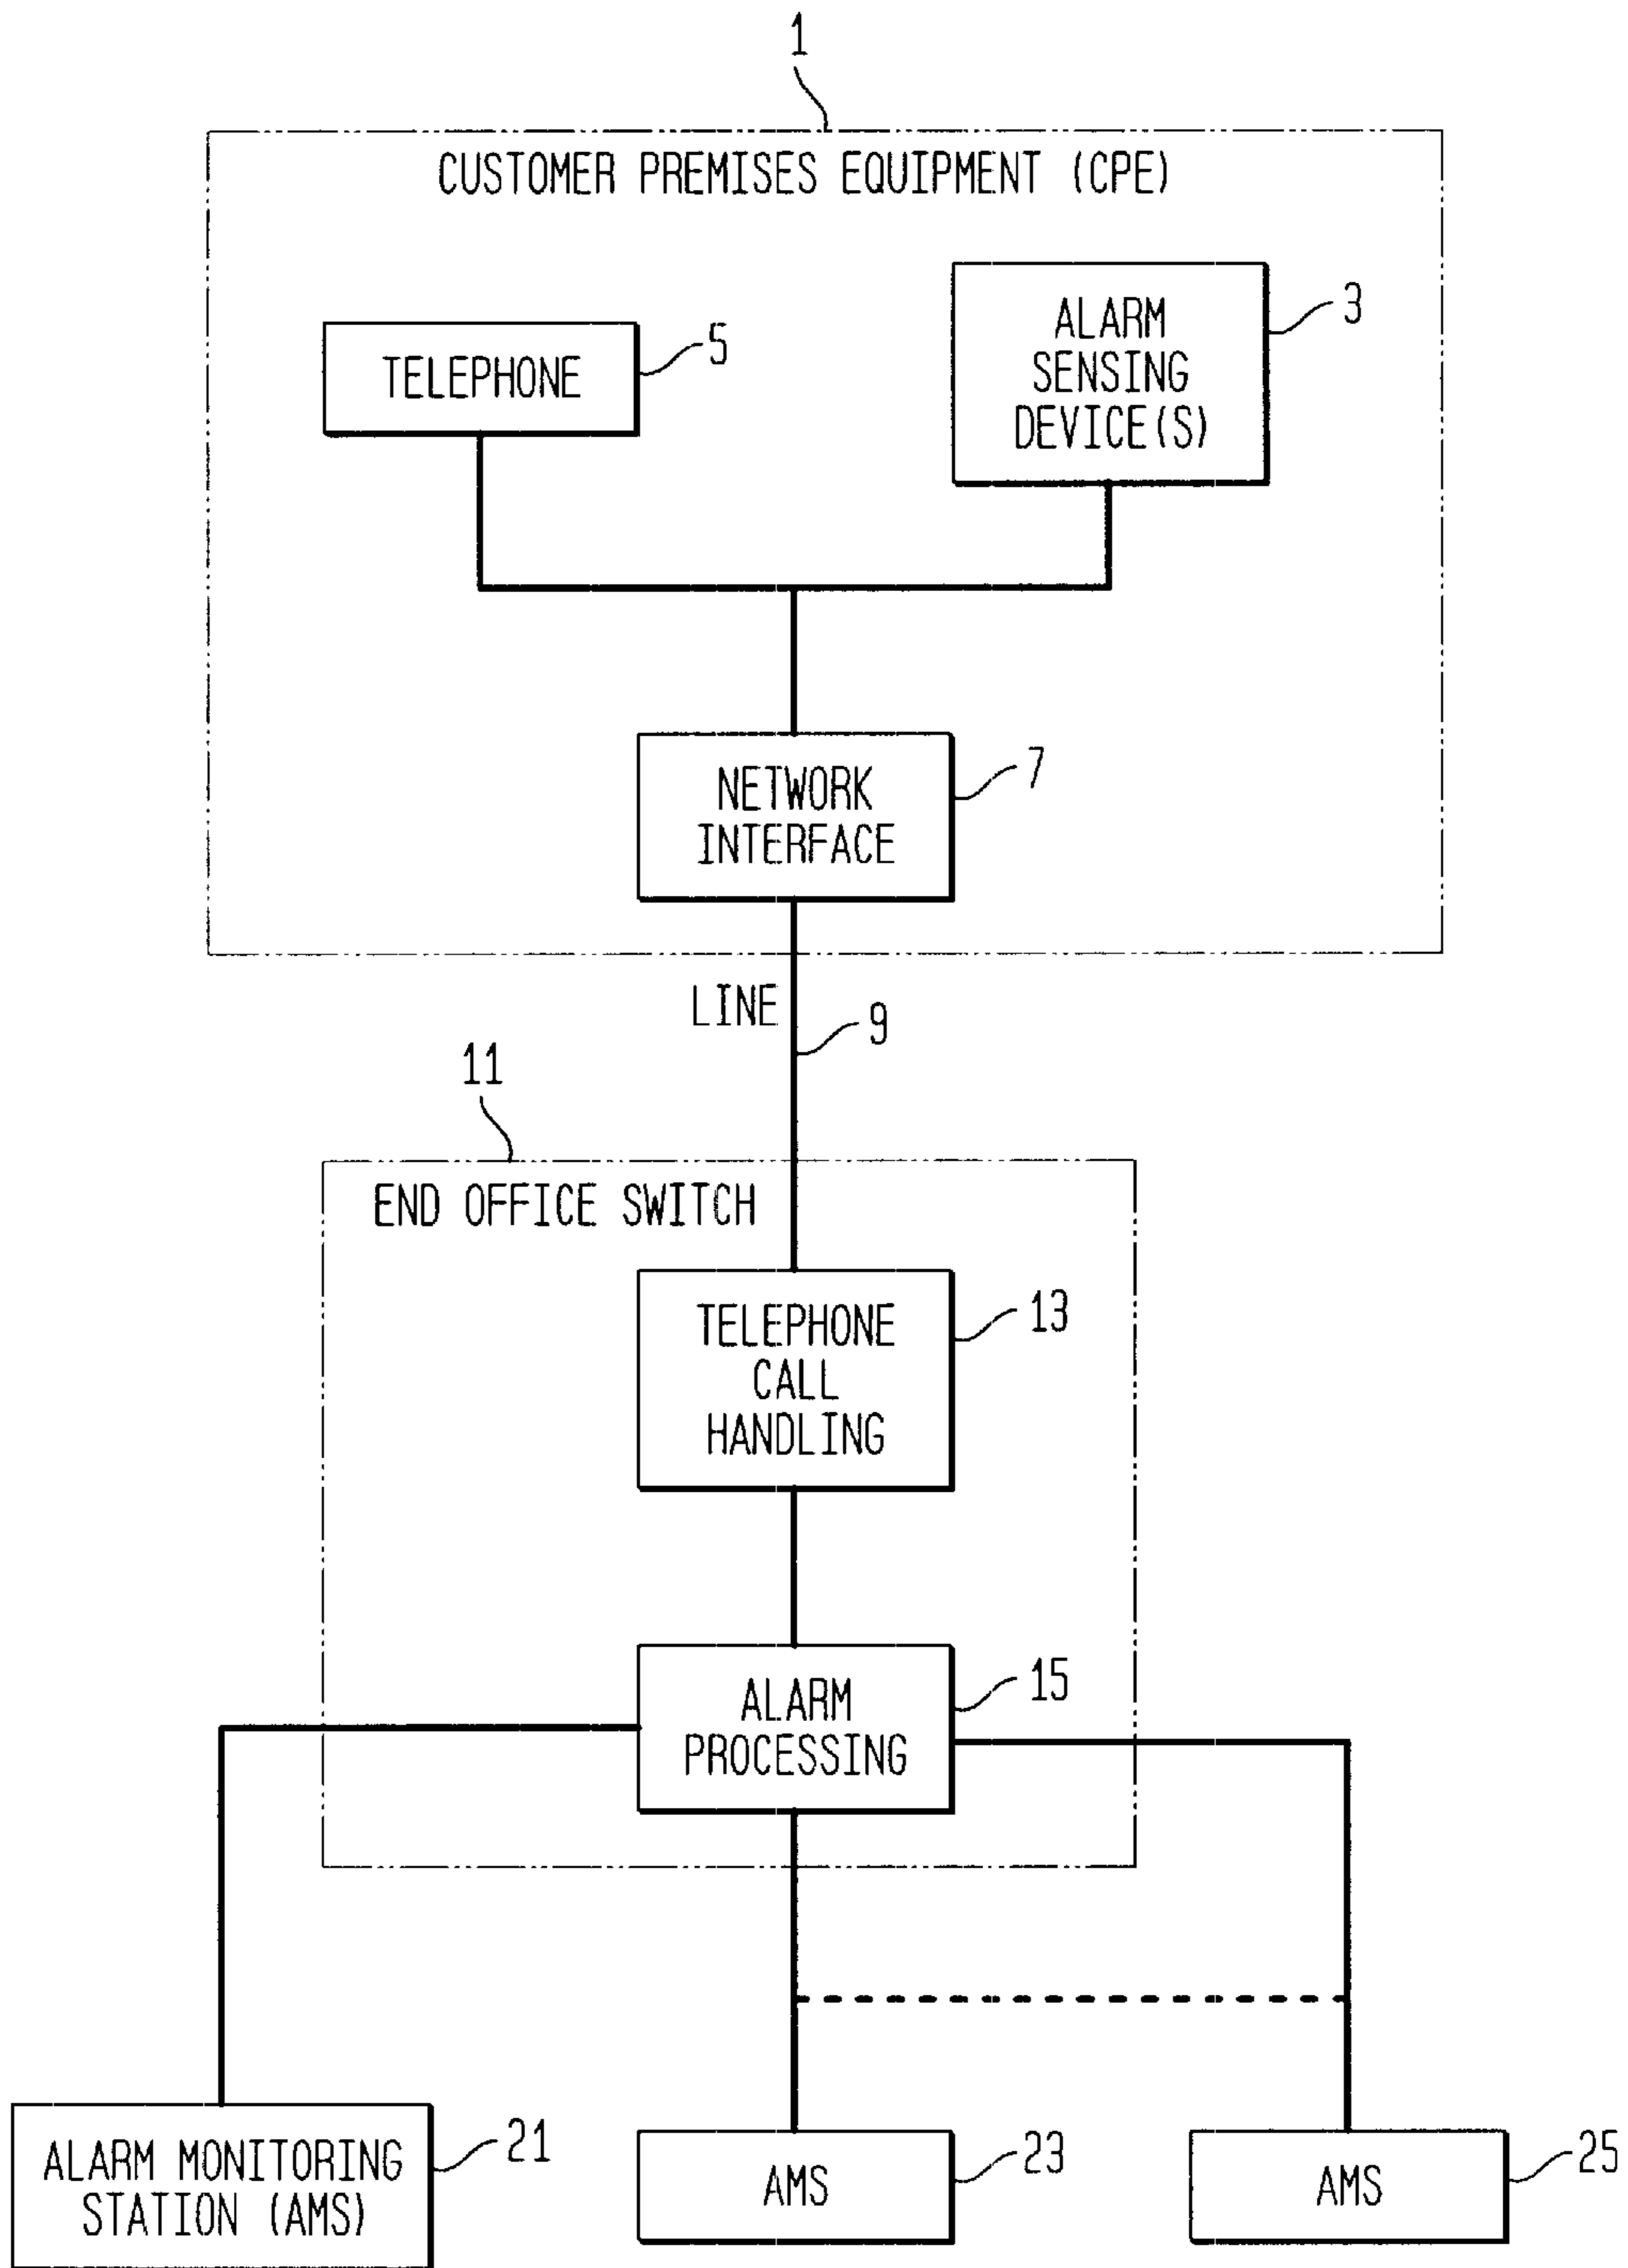 1
CUSTOMER PREMISES EQUIPMENT (CPE)
TELEPHONE
5
ALARM
SENSING
DEVICE(S)
3
NETWORK
INTERFACE
7
LINE
9
11
END OFFICE SWITCH
TELEPHONE
CALL
HANDLING
13
ALARM
PROCESSING
15
ALARM MONITORING
STATION (AMS)
21
AMS
23
AMS
25